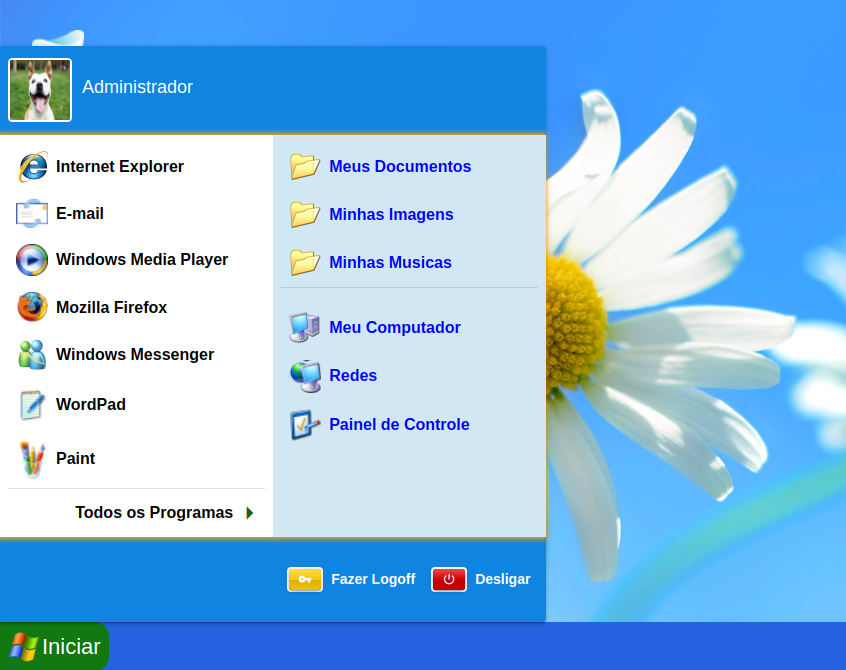 Administrador
Internet Explorer
E-mail
Windows Media Player
Mozilla Firefox
Windows Messenger
WordPad
Paint
Todos os Programas
Meus Documentos
Minhas Imagens
Minhas Musicas
Meu Computador
Redes
Painel de Controle
Fazer Logoff
Desligar
Iniciar